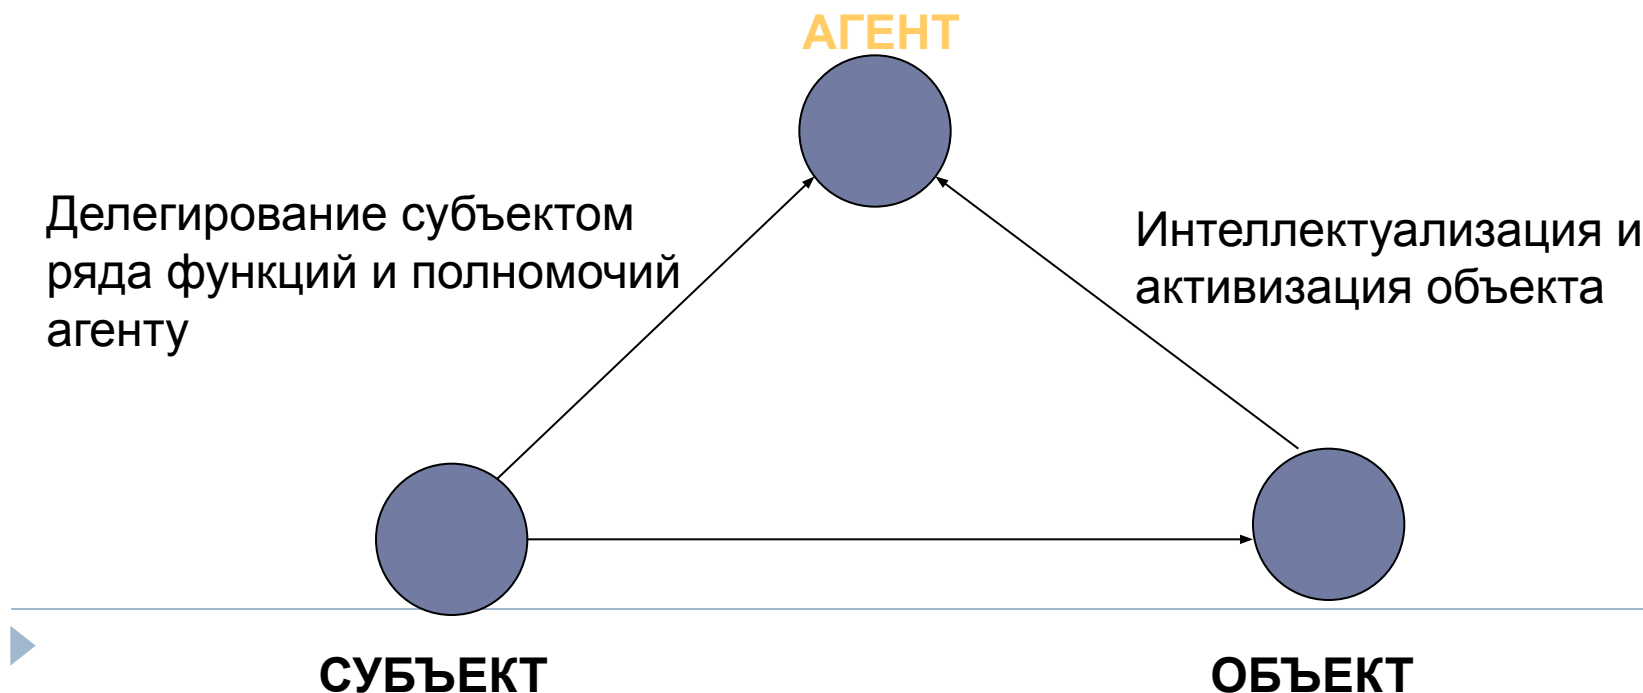 АГЕНТ
Делегирование субъектом
ряда функций и полномочий
агенту
Интеллектуализация и
активизация объекта
СУБЪЕКТ
ОБЪЕКТ